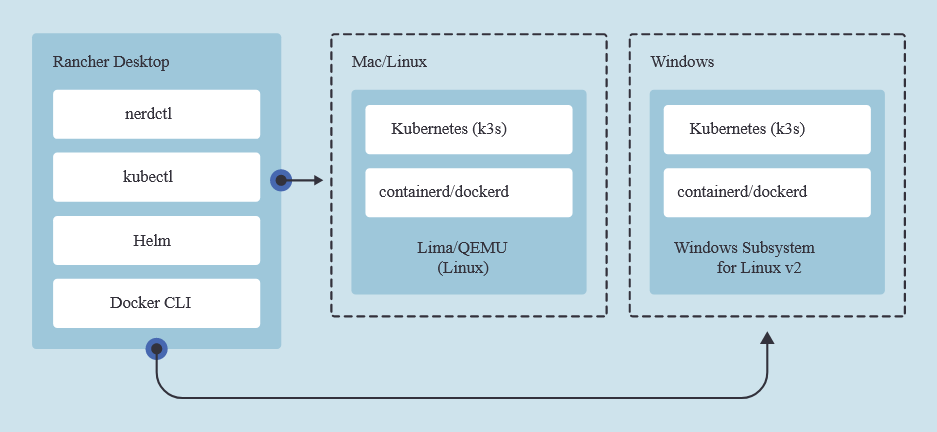 Rancher Desktop
nerdctl
kubectl
Helm
Docker CLI
Mac/Linux
Kubernetes (k3s)
containerd/dockerd
Lima/QEMU
(Linux)
Windows
Kubernetes (k3s)
containerd/dockerd
Windows Subsystem
for Linux v2